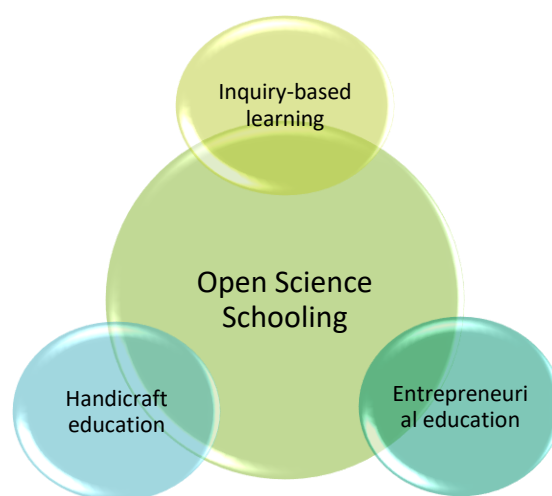 Inquiry-based
learning
Open Science
Schooling
Handicraft
education
Entrepreneuri
al education